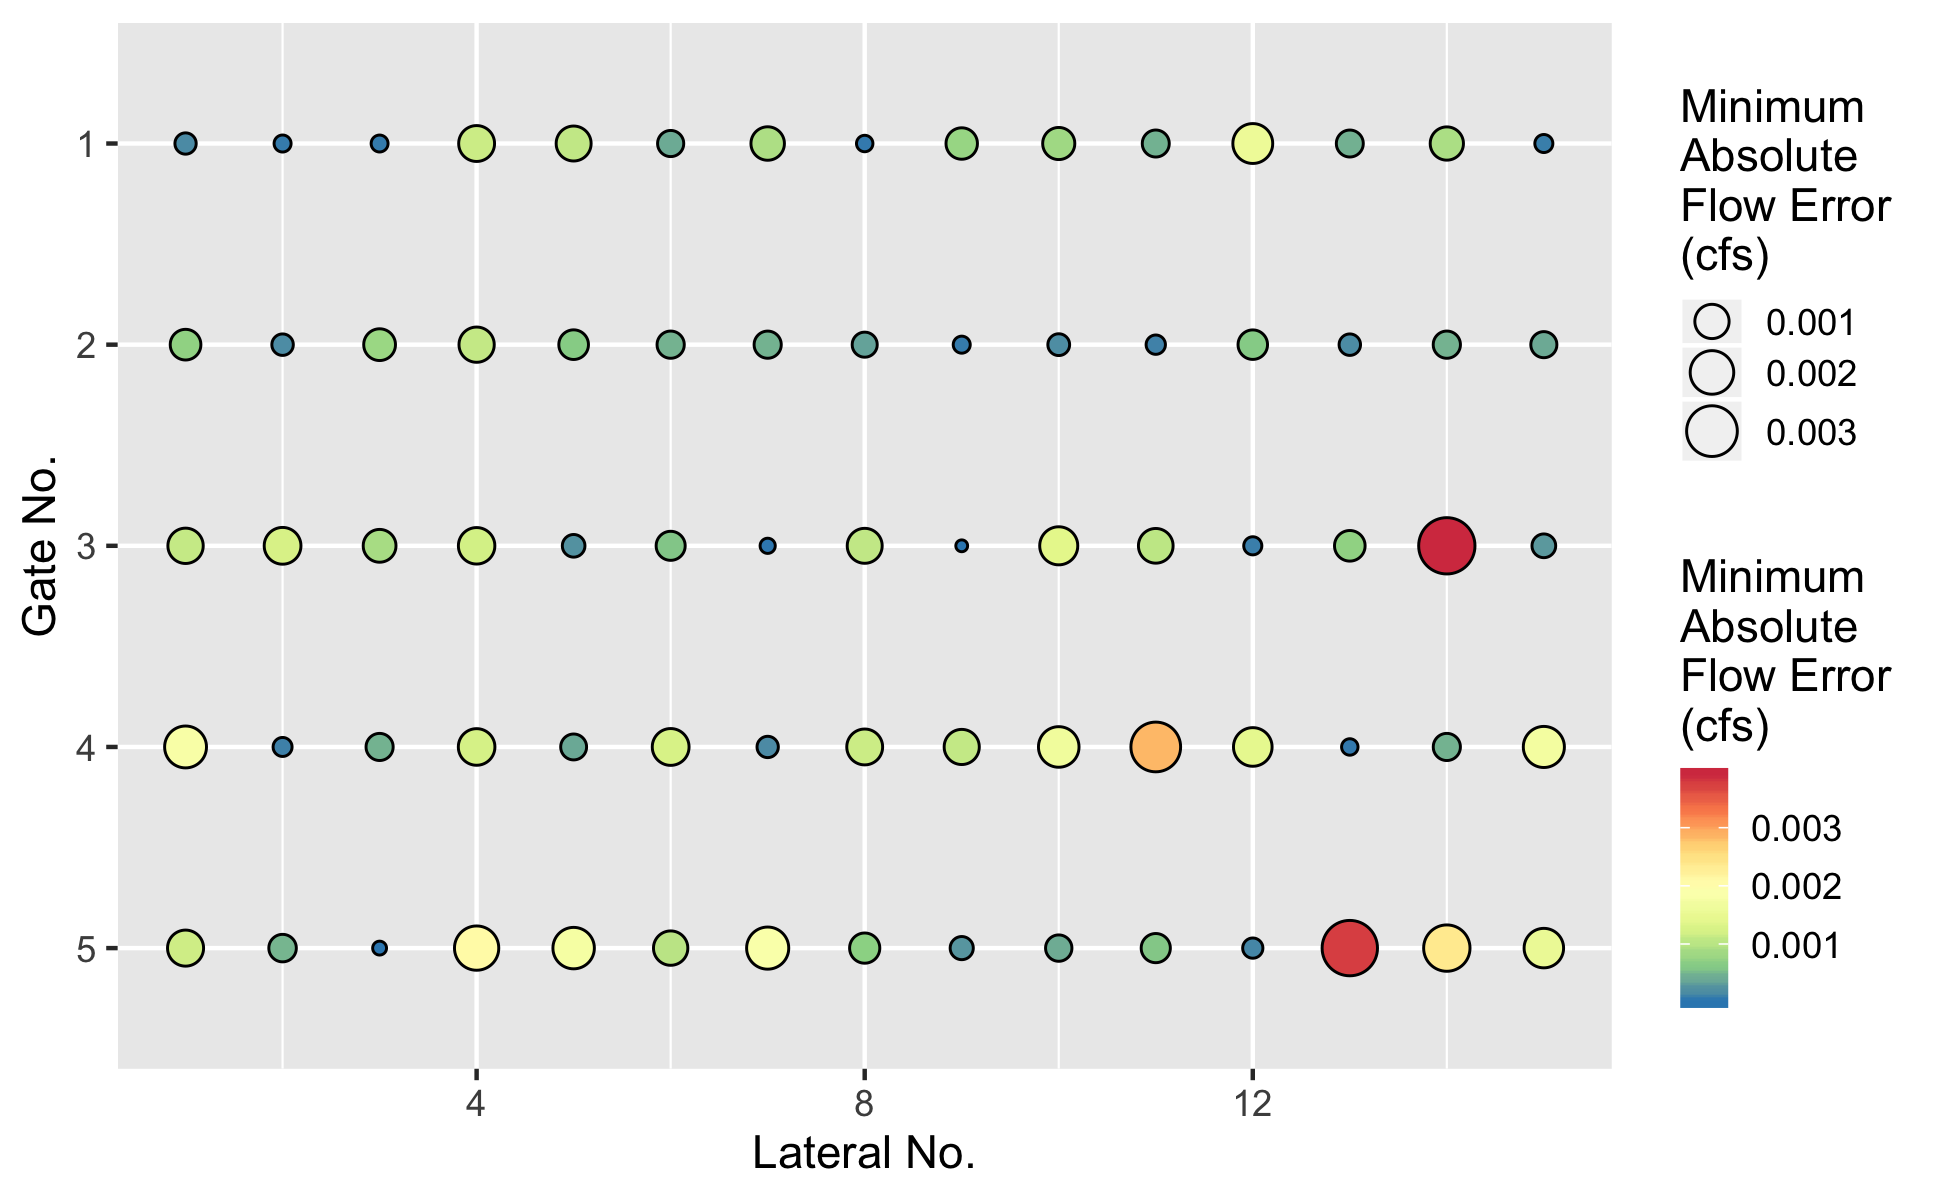 1
2
3
4
5
Gate No.
4 8 12
Lateral No.
Minimum
Absolute
Flow Error
(cfs)
0.001
0.002
0.003
Minimum
Absolute
Flow Error
(cfs)
0.003
0.002
0.001